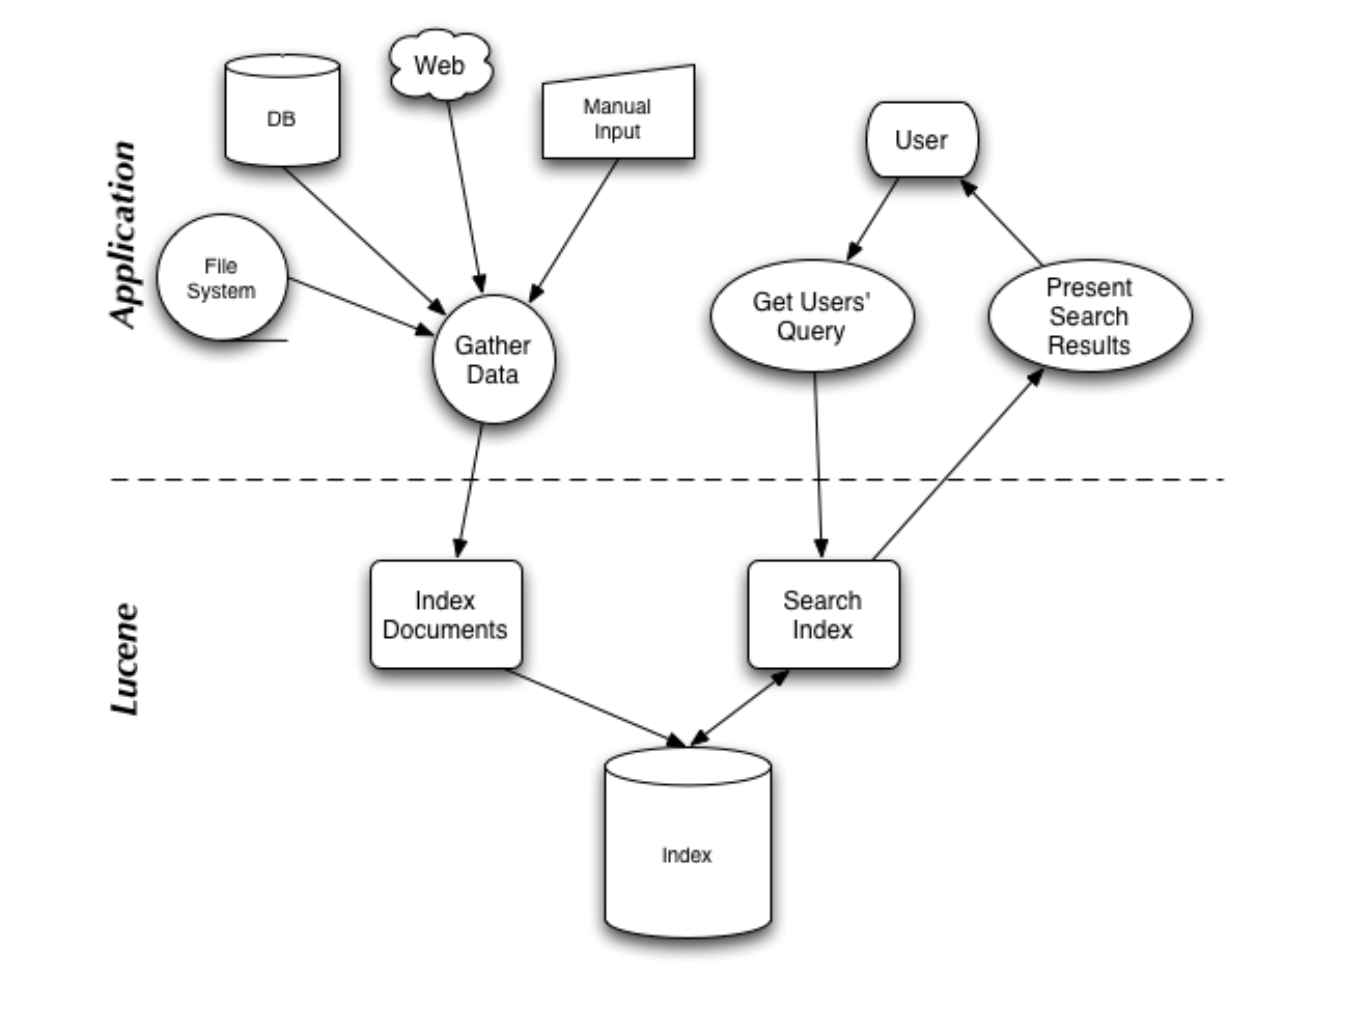 Web
DB
Manual
Input
User
Application
File
System
Get Users'
Query
Present
Search
Results
Gather
Data
Index
Documents
Search
Index
Lucene
Index